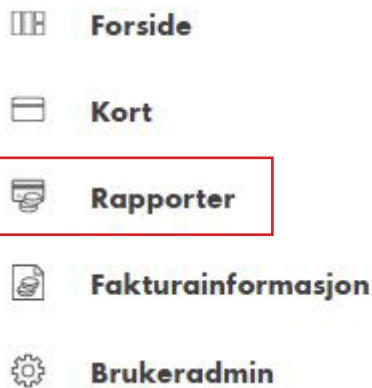 Forside
Kort
Rapporter
Fakturainformasjon
Brukeradmin